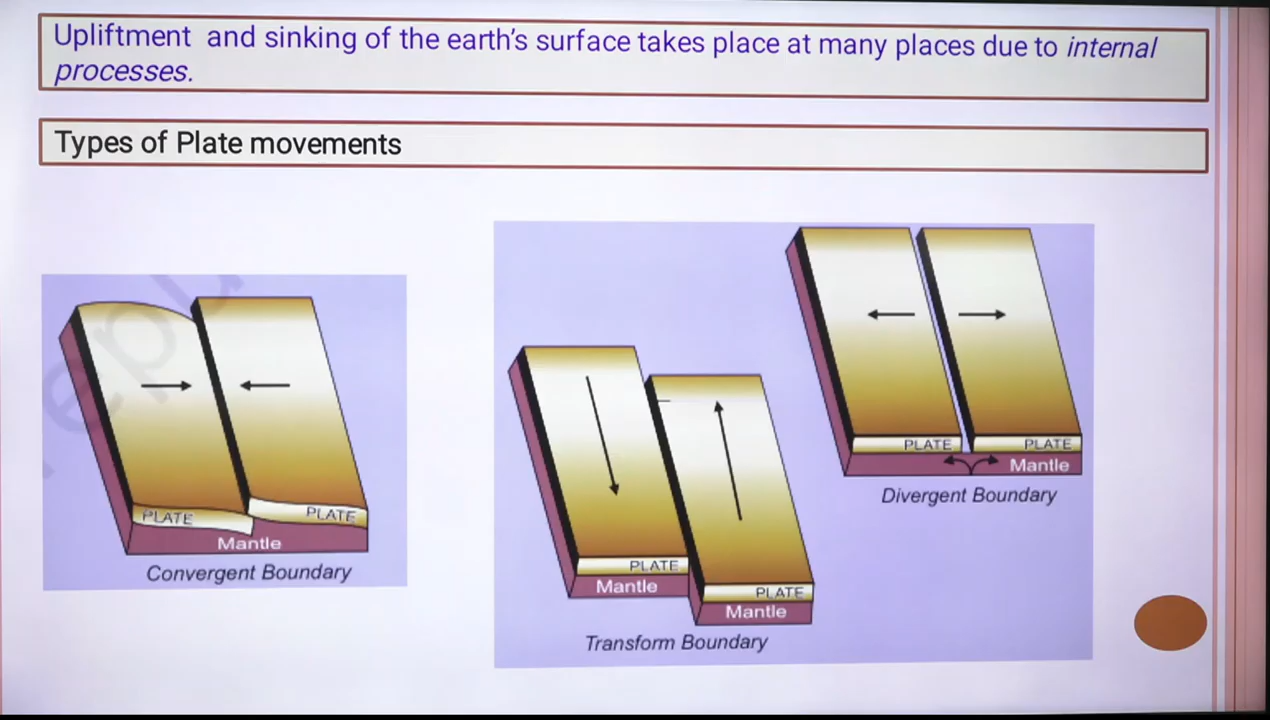 Upliftment and sinking of the earth's surface takes place at many places due to internal
processes.
Types of Plate movements
PLATE
PLATE
Mantle
Convergent Boundary
PLATE
Mantle
PLATE
Mantle
Transform Boundary
PLATE
PLATE
Mantle
Divergent Boundary